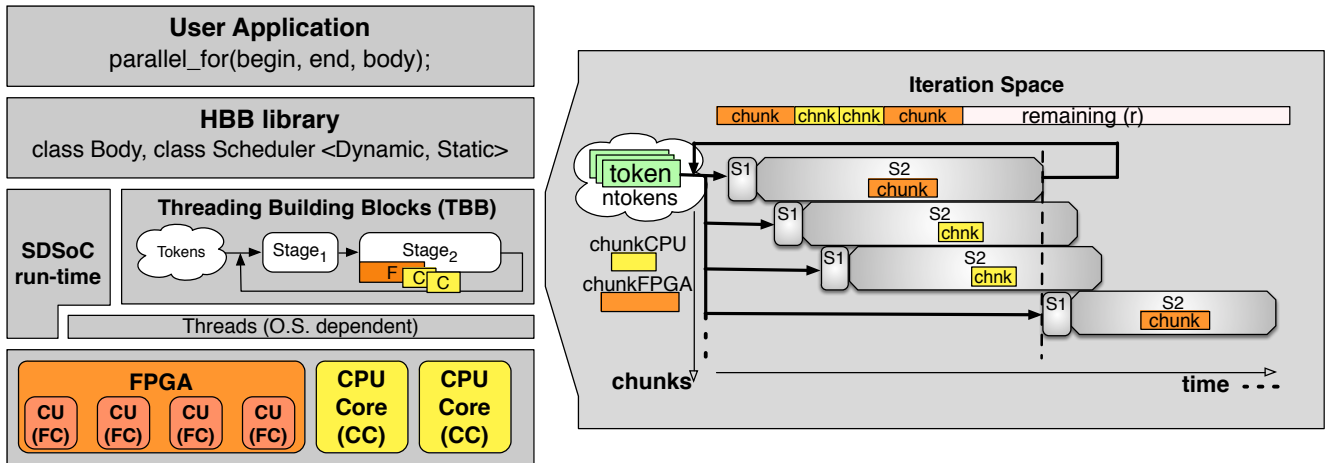 User Application
parallel_for(begin, end, body);
HBB library
class Body, class Scheduler <Dynamic, Static>
SDSoC
run-time
Threading Building Blocks (TBB)
Tokens
Stage1
Stage2
F
C
C
Threads (O.S. dependent)
FPGA
CU
(FC)
CU
(FC)
CU
(FC)
CU
(FC)
CPU
Core
(CC)
CPU
Core
(CC)
Iteration Space
chunk chnk chnk chunk remaining (r)
token
ntokens
S1 S2
chunk
S1 S2
chnk
chunkCPU
S1 S2
chnk
chunkFPGA
S1 S2
chunk
chunks
time